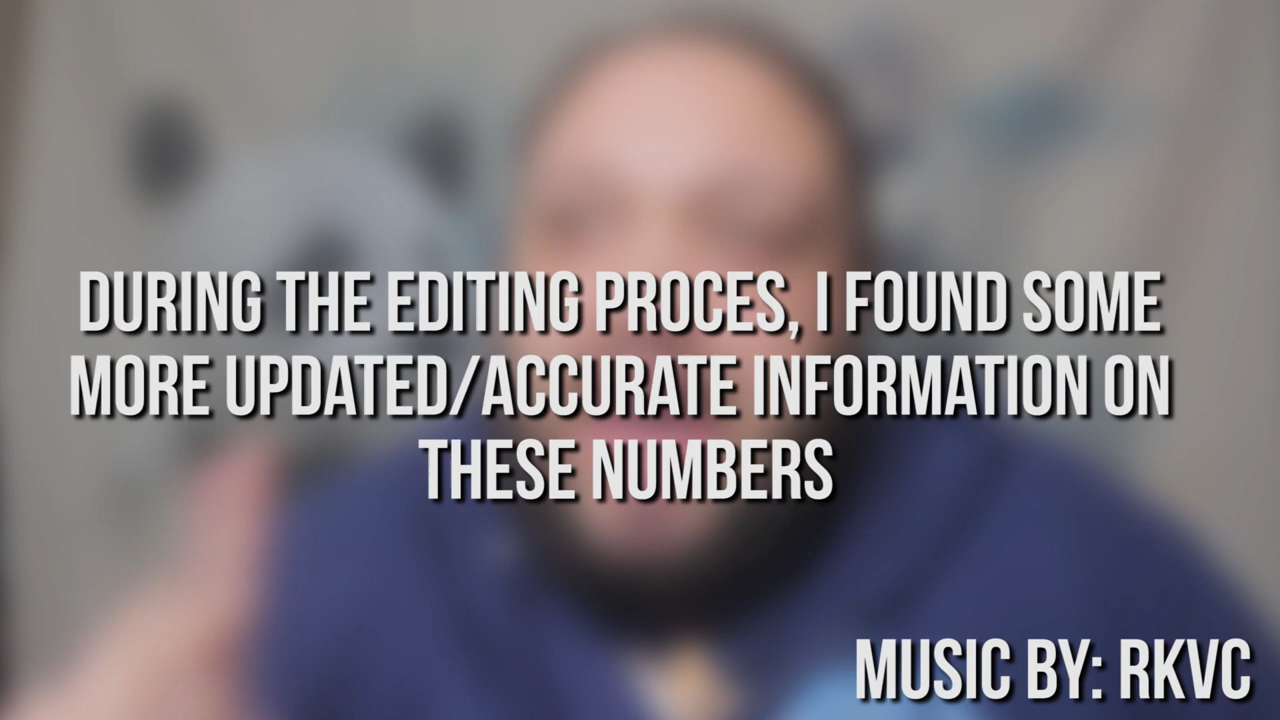 DURING THE EDITING PROCES, I FOUND SOME
MORE UPDATED/ACCURATE INFORMATION ON
THESE NUMBERS
MUSIC BY: RKVC